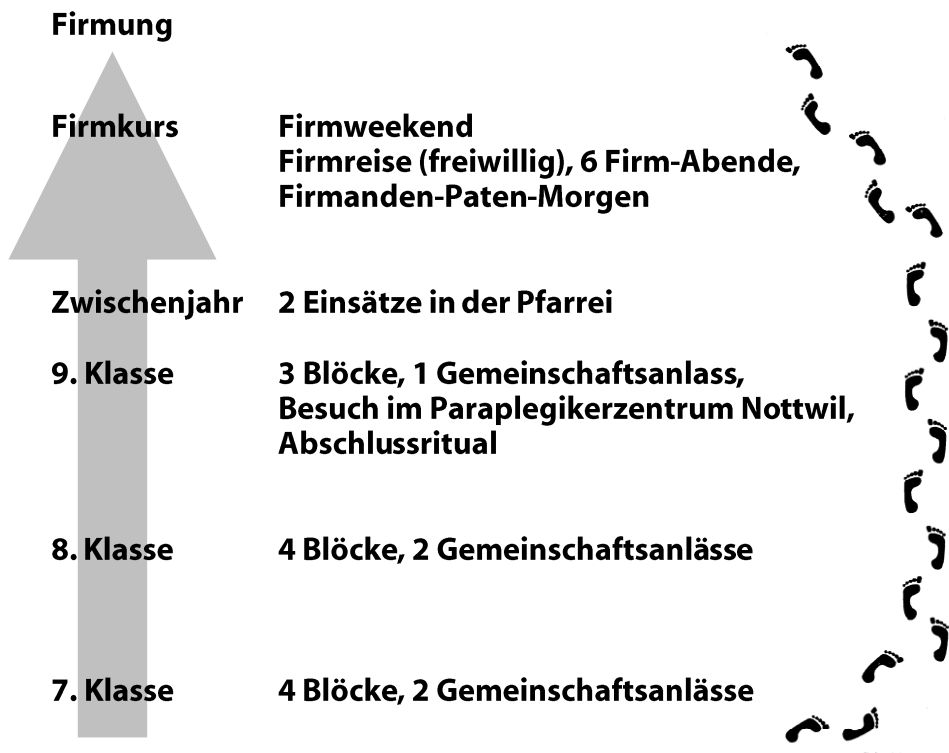 Firmung
Firmkurs Firmweekend
Firmreise (freiwillig), 6 Firm-Abende,
Firmanden-Paten-Morgen
Zwischenjahr 2 Einsätze in der Pfarrei
9. Klasse 3 Blöcke, 1 Gemeinschaftsanlass,
Besuch im Paraplegikerzentrum Nottwil,
Abschlussritual
8. Klasse 4 Blöcke, 2 Gemeinschaftsanlässe
7. Klasse 4 Blöcke, 2 Gemeinschaftsanlässe